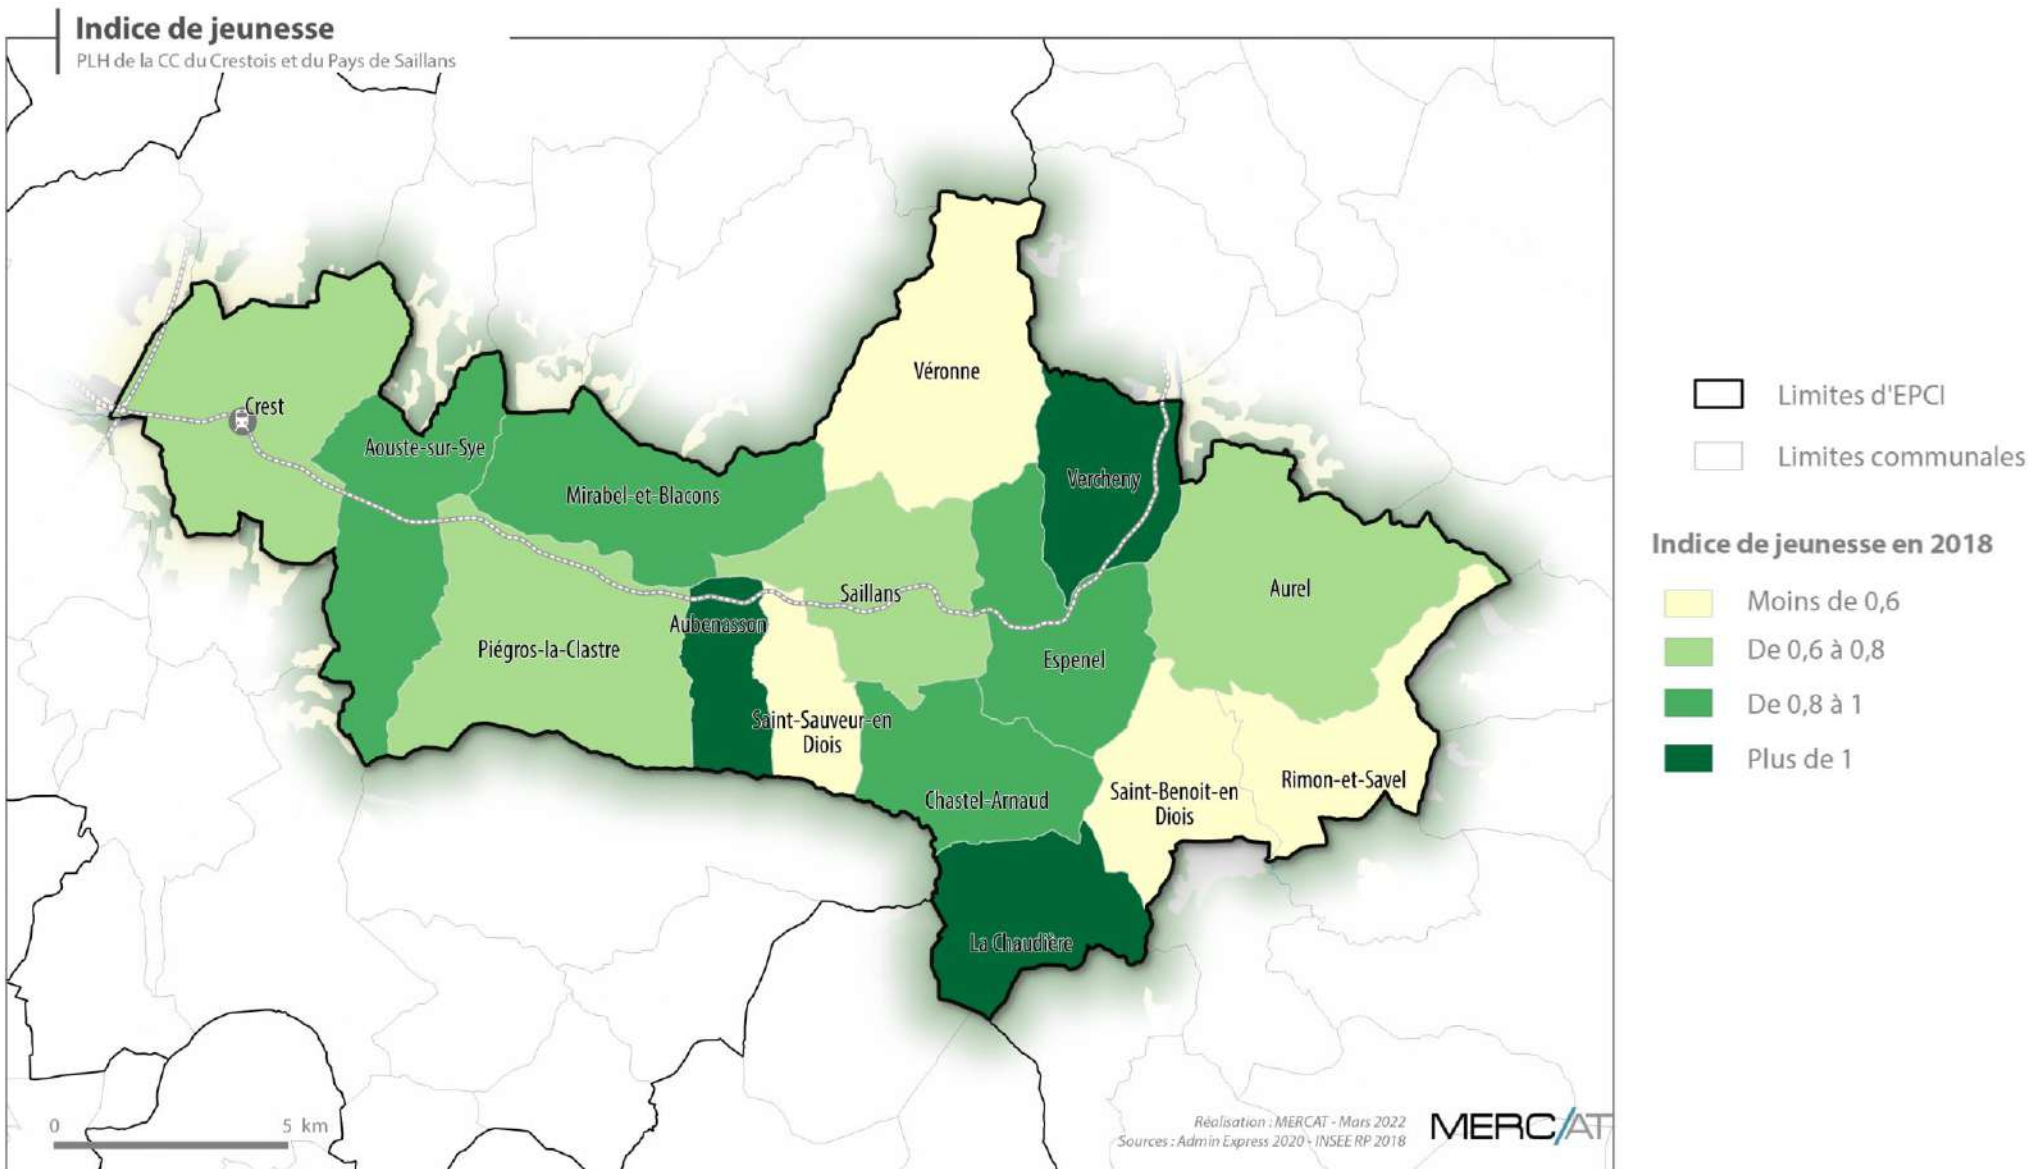 Indice de jeunesse
PLH de la CC du Crestois et du Pays de Saillans
Véronne
Crest
Aouste-sur-Sye
Vercheny
Mirabel-et-Blacons
Aurel
Saillans
Aubenasson
Piégros-la-Clastre
Espenel
Saint-Sauveur-en
Diois
Rimon-et-Savel
Saint-Benoit-en
Diois
Chastel-Arnaud
La Chaudière
0 5 km
Réalisation : MERCAT - Mars 2022
Sources : Admin Express 2020 - INSEE RP 2018
MERC/AT
Limites d'EPCI
Limites communales
Indice de jeunesse en 2018
Moins de 0,6
De 0,6 à 0,8
De 0,8 à 1
Plus de 1